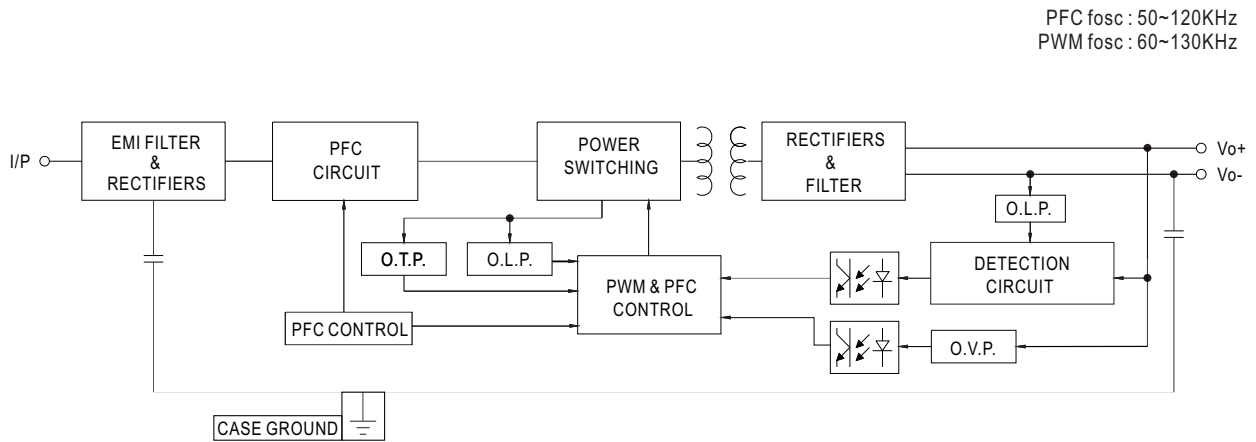 PFC fosc : 50~120KHz
PWM fosc : 60~130KHz
I/P
EMI FILTER
&
RECTIFIERS
PFC
CIRCUIT
POWER
SWITCHING
RECTIFIERS
&
FILTER
Vo+
Vo-
O.L.P.
O.T.P.
O.L.P.
PWM & PFC
CONTROL
DETECTION
CIRCUIT
PFC CONTROL
O.V.P.
CASE GROUND